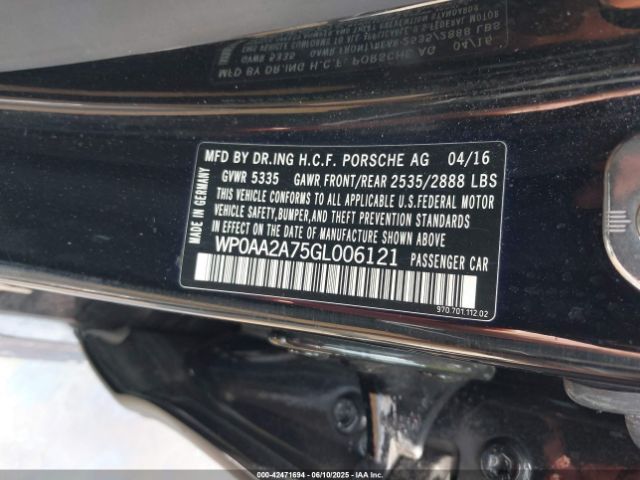 MFD BY DR.ING H.C.F. PORSCHE AG 04/16
GVWR 5335 GAWR FRONT/REAR 2535/2888 LBS
THIS VEHICLE CONFORMS TO ALL APPLICABLE U.S.FEDERAL MOTOR
VEHICLE SAFETY,BUMPER,AND THEFT PREVENTION STANDARDS
IN EFFECT ON THE DATE OF MANUFACTURE SHOWN ABOVE
WP0AA2A75GL006121 PASSENGER CAR
MADE IN GERMANY
970.701.112.02
000-42471694 - 06/10/2025 - IAA Inc.